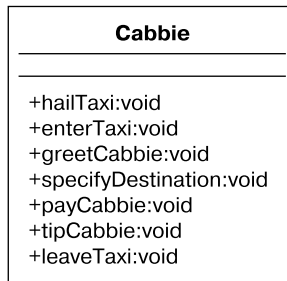 Cabbie
+hailTaxi:void
+enterTaxi:void
+greetCabbie:void
+specifyDestination:void
+payCabbie:void
+tipCabbie:void
+leaveTaxi:void